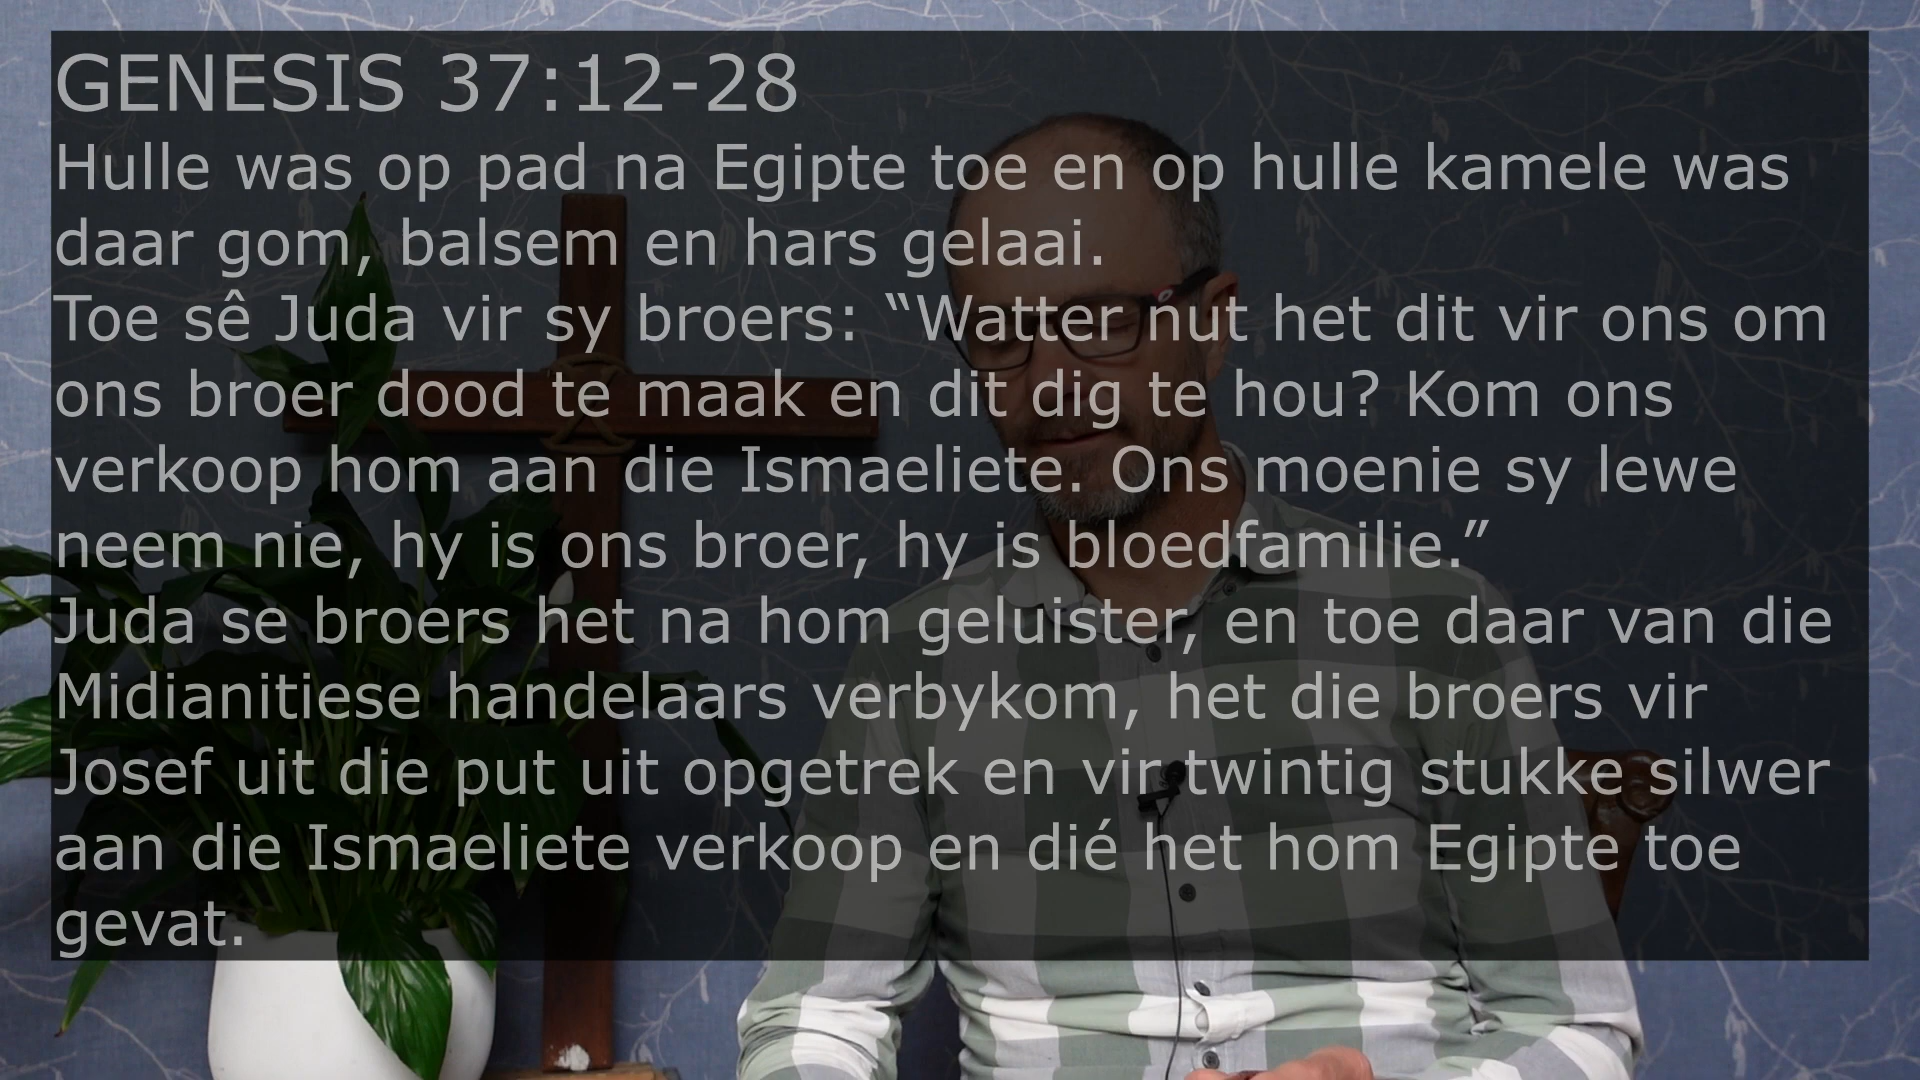 GENESIS 37:12-28
Hulle was op pad na Egipte toe en op hulle kamele was
daar gom, balsem en hars gelaai.
Toe sê Juda vir sy broers: “Watter nut het dit vir ons om
ons broer dood te maak en dit dig te hou? Kom ons
verkoop hom aan die Ismaeliete. Ons moenie sy lewe
neem nie, hy is ons broer, hy is bloedfamilie.”
Juda se broers het na hom geluister, en toe daar van die
Midianitiese handelaars verbykom, het die broers vir
Josef uit die put uit opgetrek en vir twintig stukke silwer
aan die Ismaeliete verkoop en dié het hom Egipte toe
gevat.